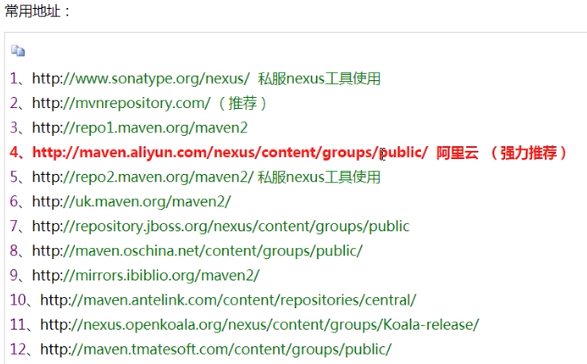 常用地址：
1、http://www.sonatype.org/nexus/ 私服nexus工具使用
2、http://mvnrepository.com/ （推荐）
3、http://repo1.maven.org/maven2
4、http://maven.aliyun.com/nexus/content/groups/public/ 阿里云 （强力推荐）
5、http://repo2.maven.org/maven2/ 私服nexus工具使用
6、http://uk.maven.org/maven2/
7、http://repository.jboss.org/nexus/content/groups/public
8、http://maven.oschina.net/content/groups/public/
9、http://mirrors.ibiblio.org/maven2/
10、http://maven.antelink.com/content/repositories/central/
11、http://nexus.openkoala.org/nexus/content/groups/Koala-release/
12、http://maven.tmatesoft.com/content/groups/public/